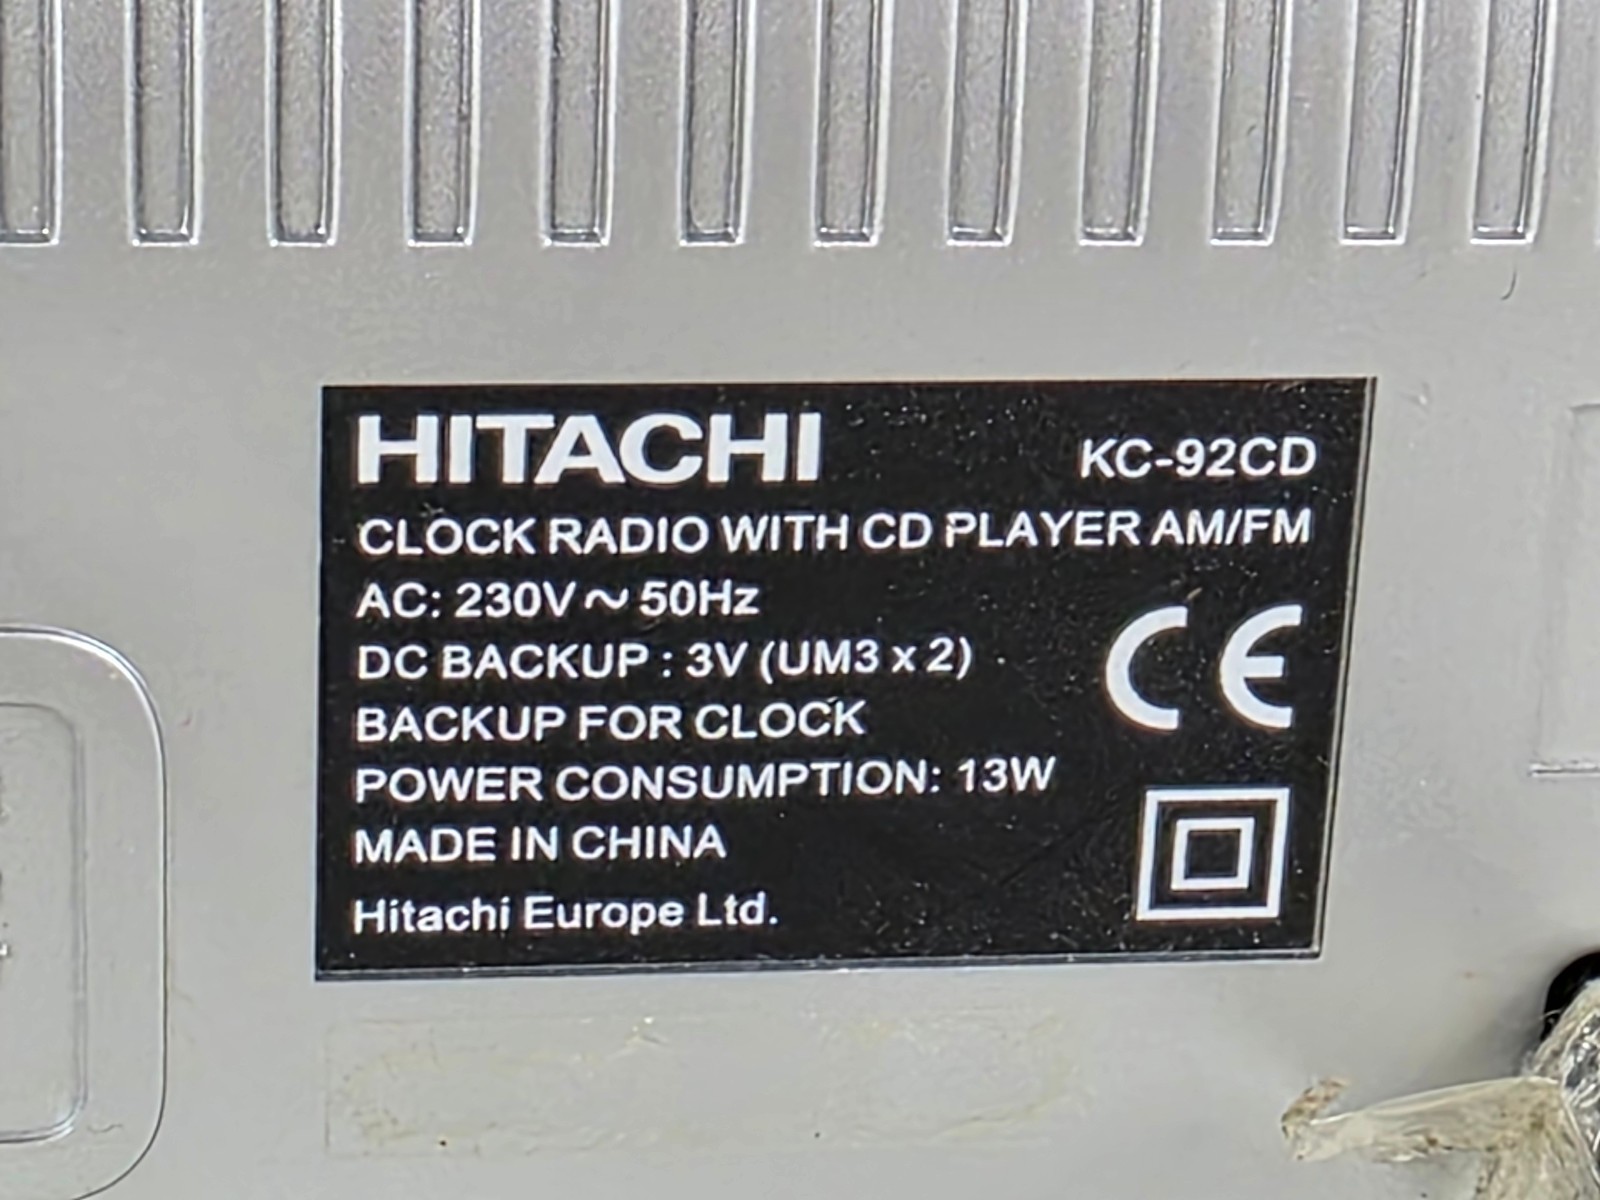 HITACHI KC-92CD
CLOCK RADIO WITH CD PLAYER AM/FM
AC: 230V ~ 50Hz
DC BACKUP : 3V (UM3 x 2)
BACKUP FOR CLOCK
POWER CONSUMPTION: 13W
MADE IN CHINA
Hitachi Europe Ltd.
CE